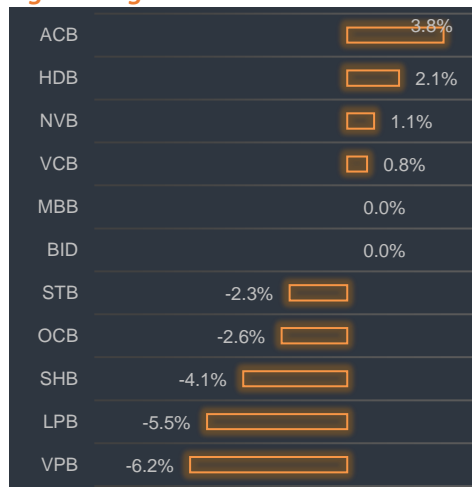 ACB 3.8%
HDB 2.1%
NVB 1.1%
VCB 0.8%
MBB 0.0%
BID 0.0%
STB -2.3%
OCB -2.6%
SHB -4.1%
LPB -5.5%
VPB -6.2%